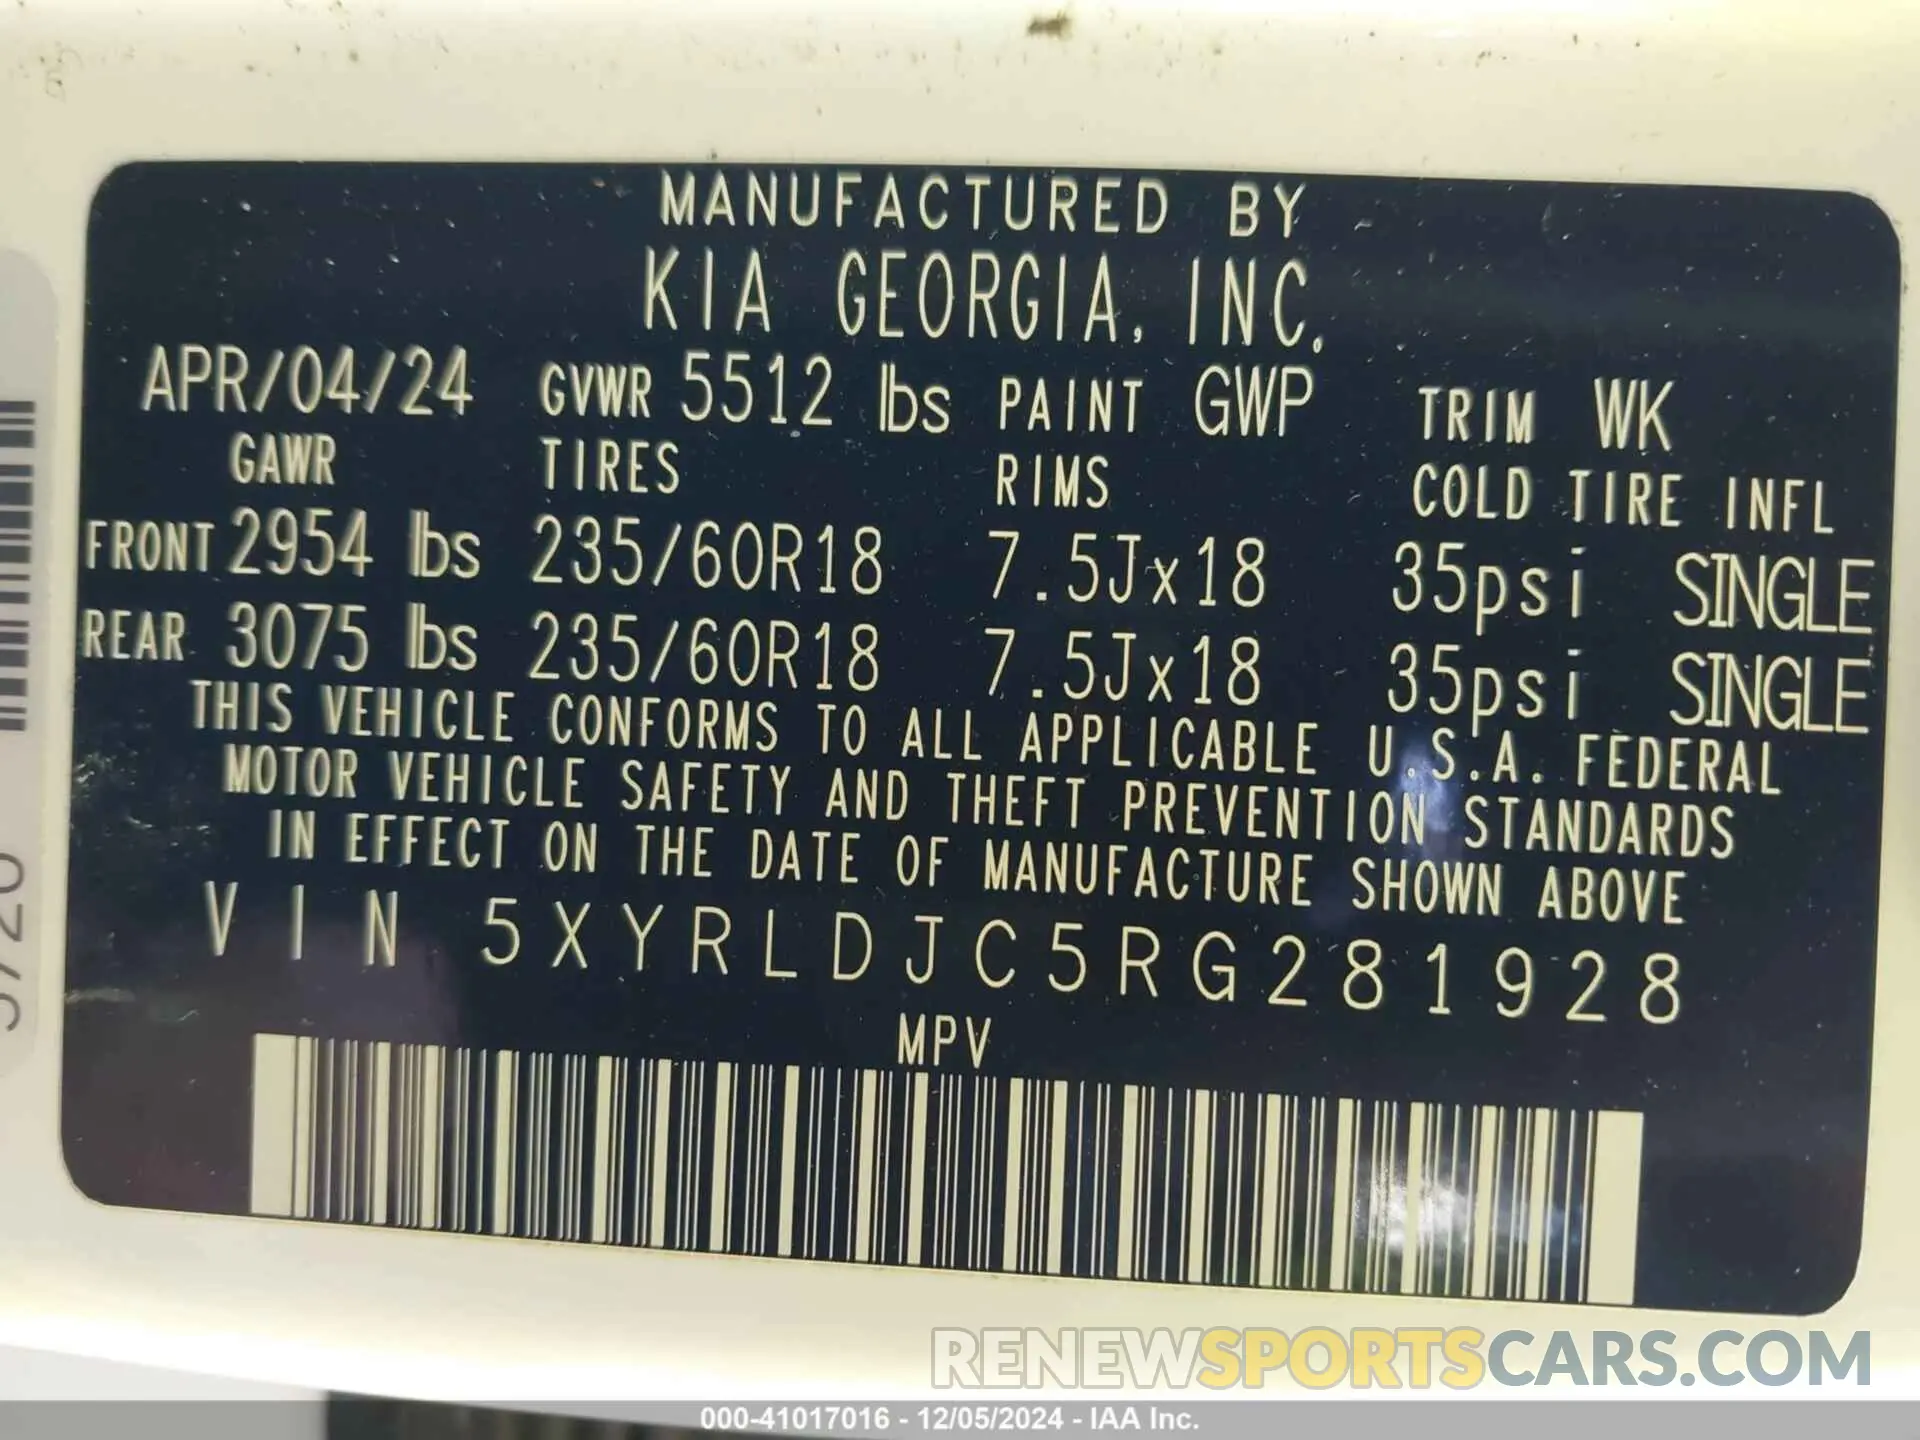 MANUFACTURED BY
KIA GEORGIA, INC.
APR/04/24 GVWR 5512 lbs PAINT GWP TRIM WK
GAWR TIRES RIMS COLD TIRE INFL
FRONT 2954 lbs 235/60R18 7.5Jx18 35psi SINGLE
REAR 3075 lbs 235/60R18 7.5Jx18 35psi SINGLE
THIS VEHICLE CONFORMS TO ALL APPLICABLE U.S.A. FEDERAL
MOTOR VEHICLE SAFETY AND THEFT PREVENTION STANDARDS
IN EFFECT ON THE DATE OF MANUFACTURE SHOWN ABOVE
VIN 5XYRLDJC5RG281928
MPV
RENEWSPORTSCARS.COM
000-41017016 - 12/05/2024 - IAA Inc.